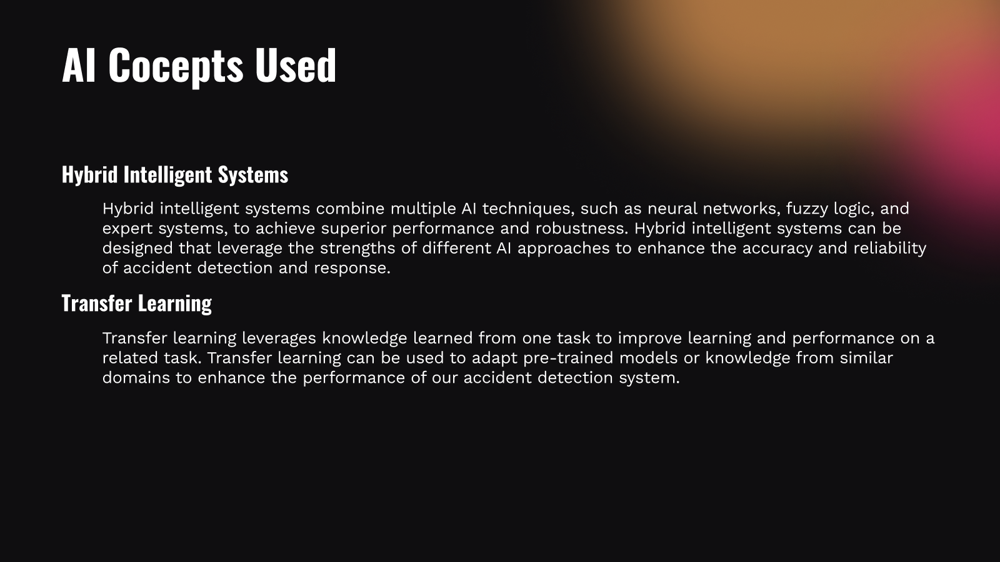 AI Cocepts Used
Hybrid Intelligent Systems
Hybrid intelligent systems combine multiple AI techniques, such as neural networks, fuzzy logic, and
expert systems, to achieve superior performance and robustness. Hybrid intelligent systems can be
designed that leverage the strengths of different AI approaches to enhance the accuracy and reliability
of accident detection and response.
Transfer Learning
Transfer learning leverages knowledge learned from one task to improve learning and performance on a
related task. Transfer learning can be used to adapt pre-trained models or knowledge from similar
domains to enhance the performance of our accident detection system.